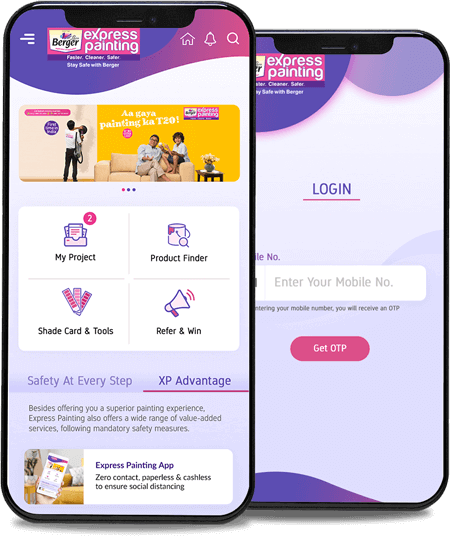 Berger
express
painting
Faster. Cleaner. Safer.
Stay Safe with Berger
Aa gaya
painting ka T20!
express
painting
2
My Project
Product Finder
Shade Card & Tools
Refer & Win
Safety At Every Step
XP Advantage
Besides offering you a superior painting experience,
Express Painting also offers a wide range of value-added
services, following mandatory safety measures.
Express Painting App
Zero contact, paperless & cashless
to ensure social distancing
express
painting
Cleaner. Safer.
Safe with Berger
LOGIN
ile No.
Enter Your Mobile No.
ntering your mobile number, you will receive an OTP
Get OTP